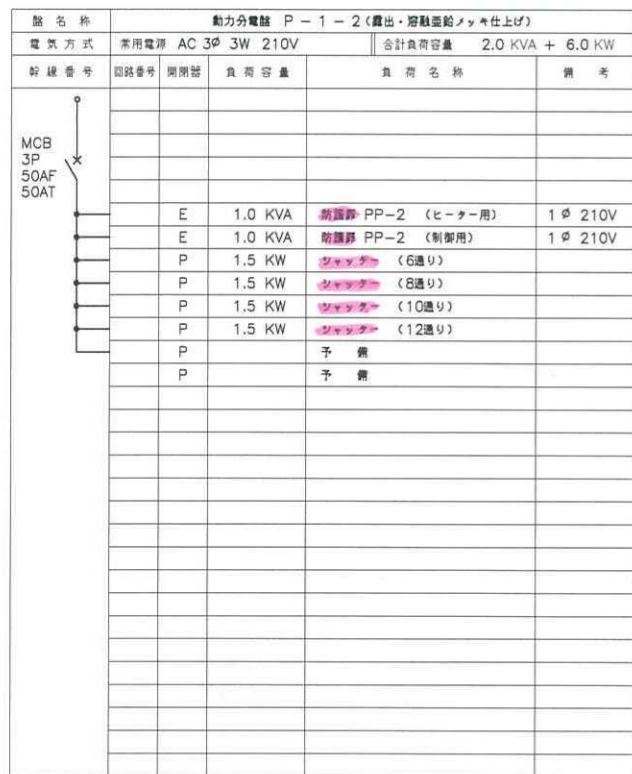 盤名称 動力分電盤 P-1-2(露出・溶融亜鉛メッキ仕上げ)
電気方式 常用電源 AC 3Φ 3W 210V 合計負荷容量 2.0 KVA + 6.0 KW
幹線番号 回路番号 開閉器 負荷容量 負荷名称 備考
MCB
3P
50AF
50AT
E 1.0 KVA 防護扉 PP-2 (ヒーター用) 1Φ 210V
E 1.0 KVA 防護扉 PP-2 (制御用) 1Φ 210V
P 1.5 KW シャッター (6通り)
P 1.5 KW シャッター (8通り)
P 1.5 KW シャッター (10通り)
P 1.5 KW シャッター (12通り)
P 予備
P 予備